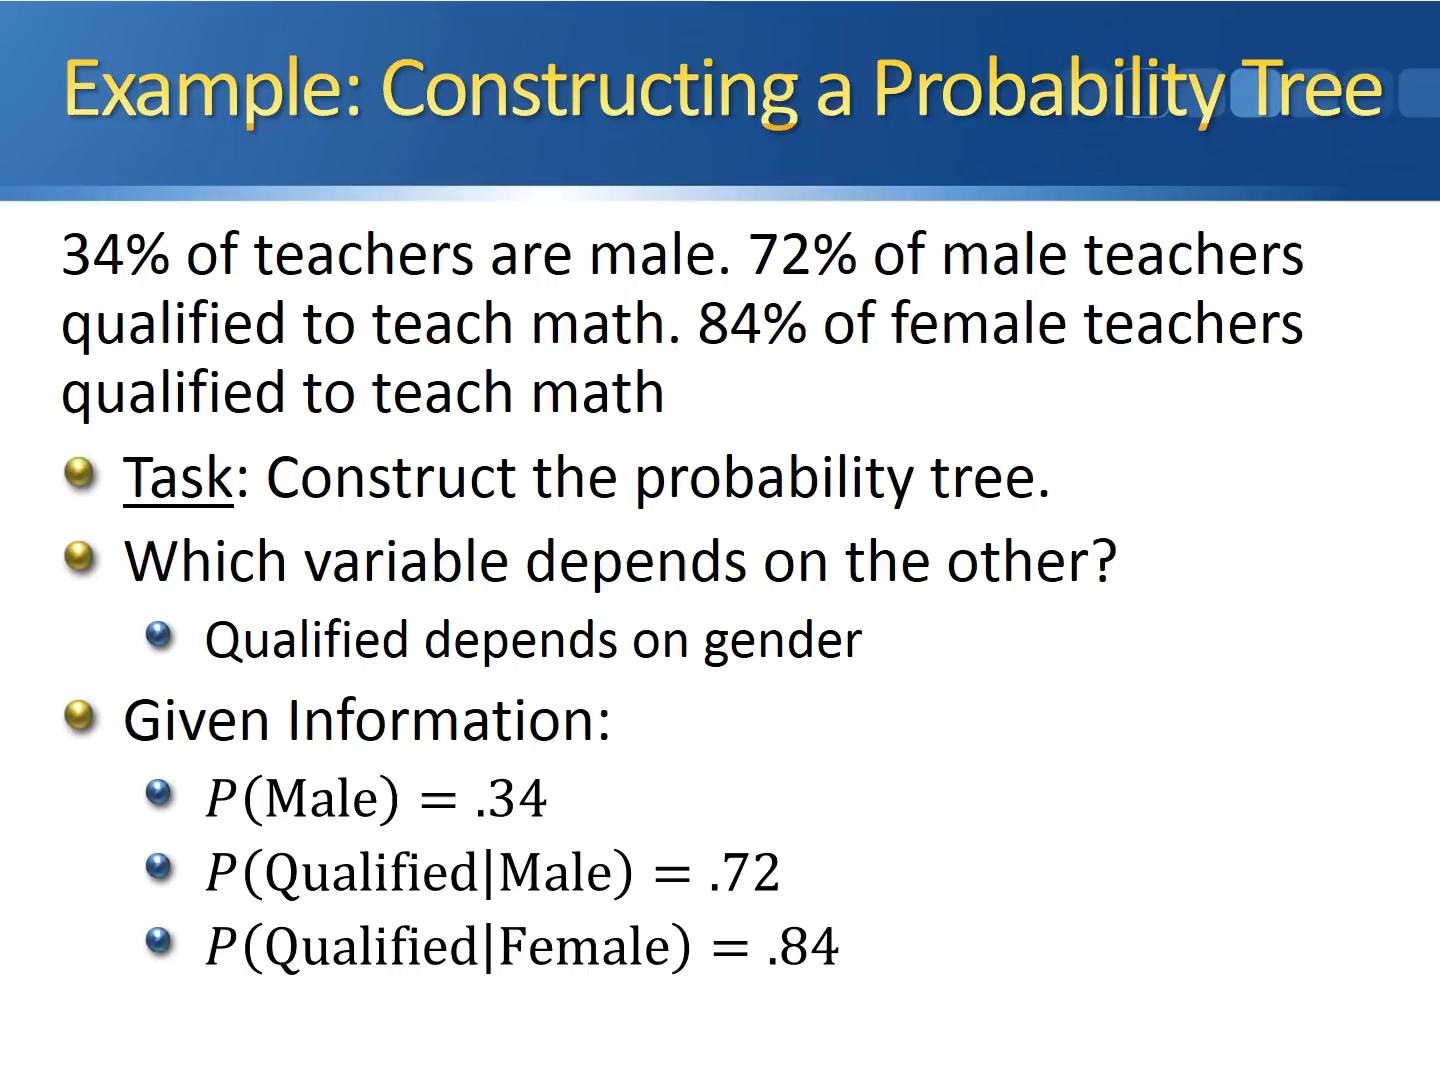 Example: Constructing a Probability Tree
34% of teachers are male. 72% of male teachers
qualified to teach math. 84% of female teachers
qualified to teach math
Task: Construct the probability tree.
Which variable depends on the other?
Qualified depends on gender
Given Information:
P(Male) = .34
P(Qualified|Male) = .72
P(Qualified|Female) = .84